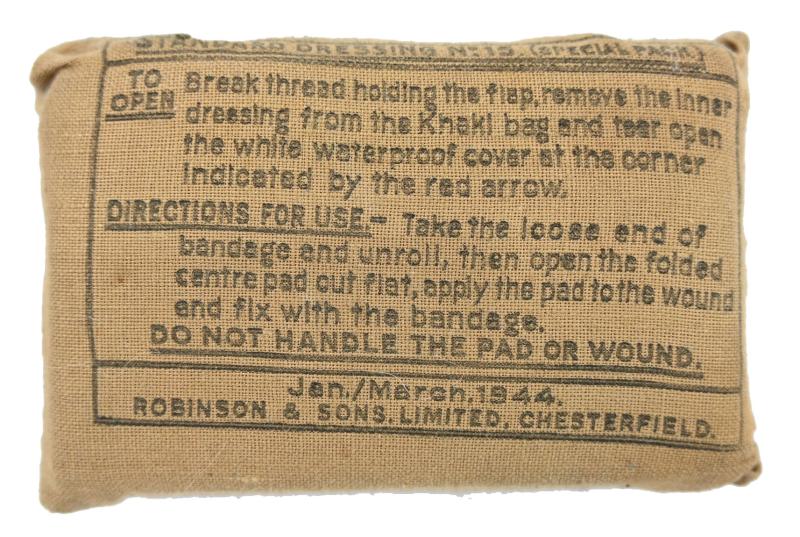 STANDARD DRESSING No 15. (SPECIAL PACK)
TO OPEN Break thread holding the flap, remove the inner
dressing from the Khaki bag and tear open
the white waterproof cover at the corner
indicated by the red arrow.
DIRECTIONS FOR USE.- Take the loose end of
bandage and unroll, then open the folded
centre pad out flat, apply the pad to the wound
and fix with the bandage.
DO NOT HANDLE THE PAD OR WOUND.
Jan./March.1944.
ROBINSON & SONS. LIMITED, CHESTERFIELD.